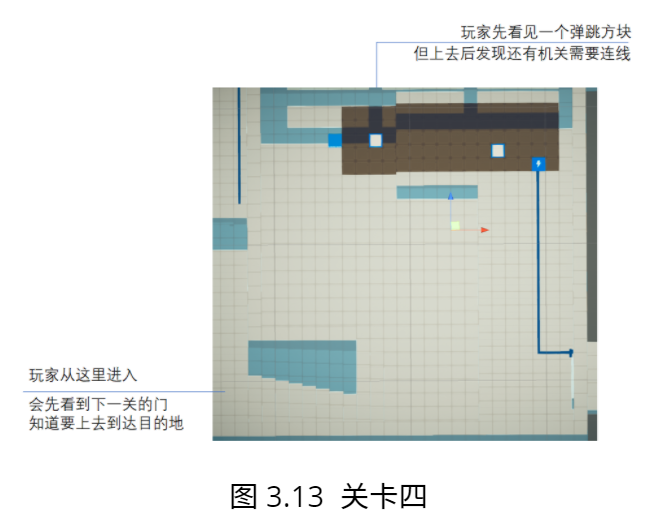 玩家先看见一个弹跳方块
但上去后发现还有机关需要连线
玩家从这里进入
会先看到下一关的门
知道要上去到达目的地
图 3.13 关卡四